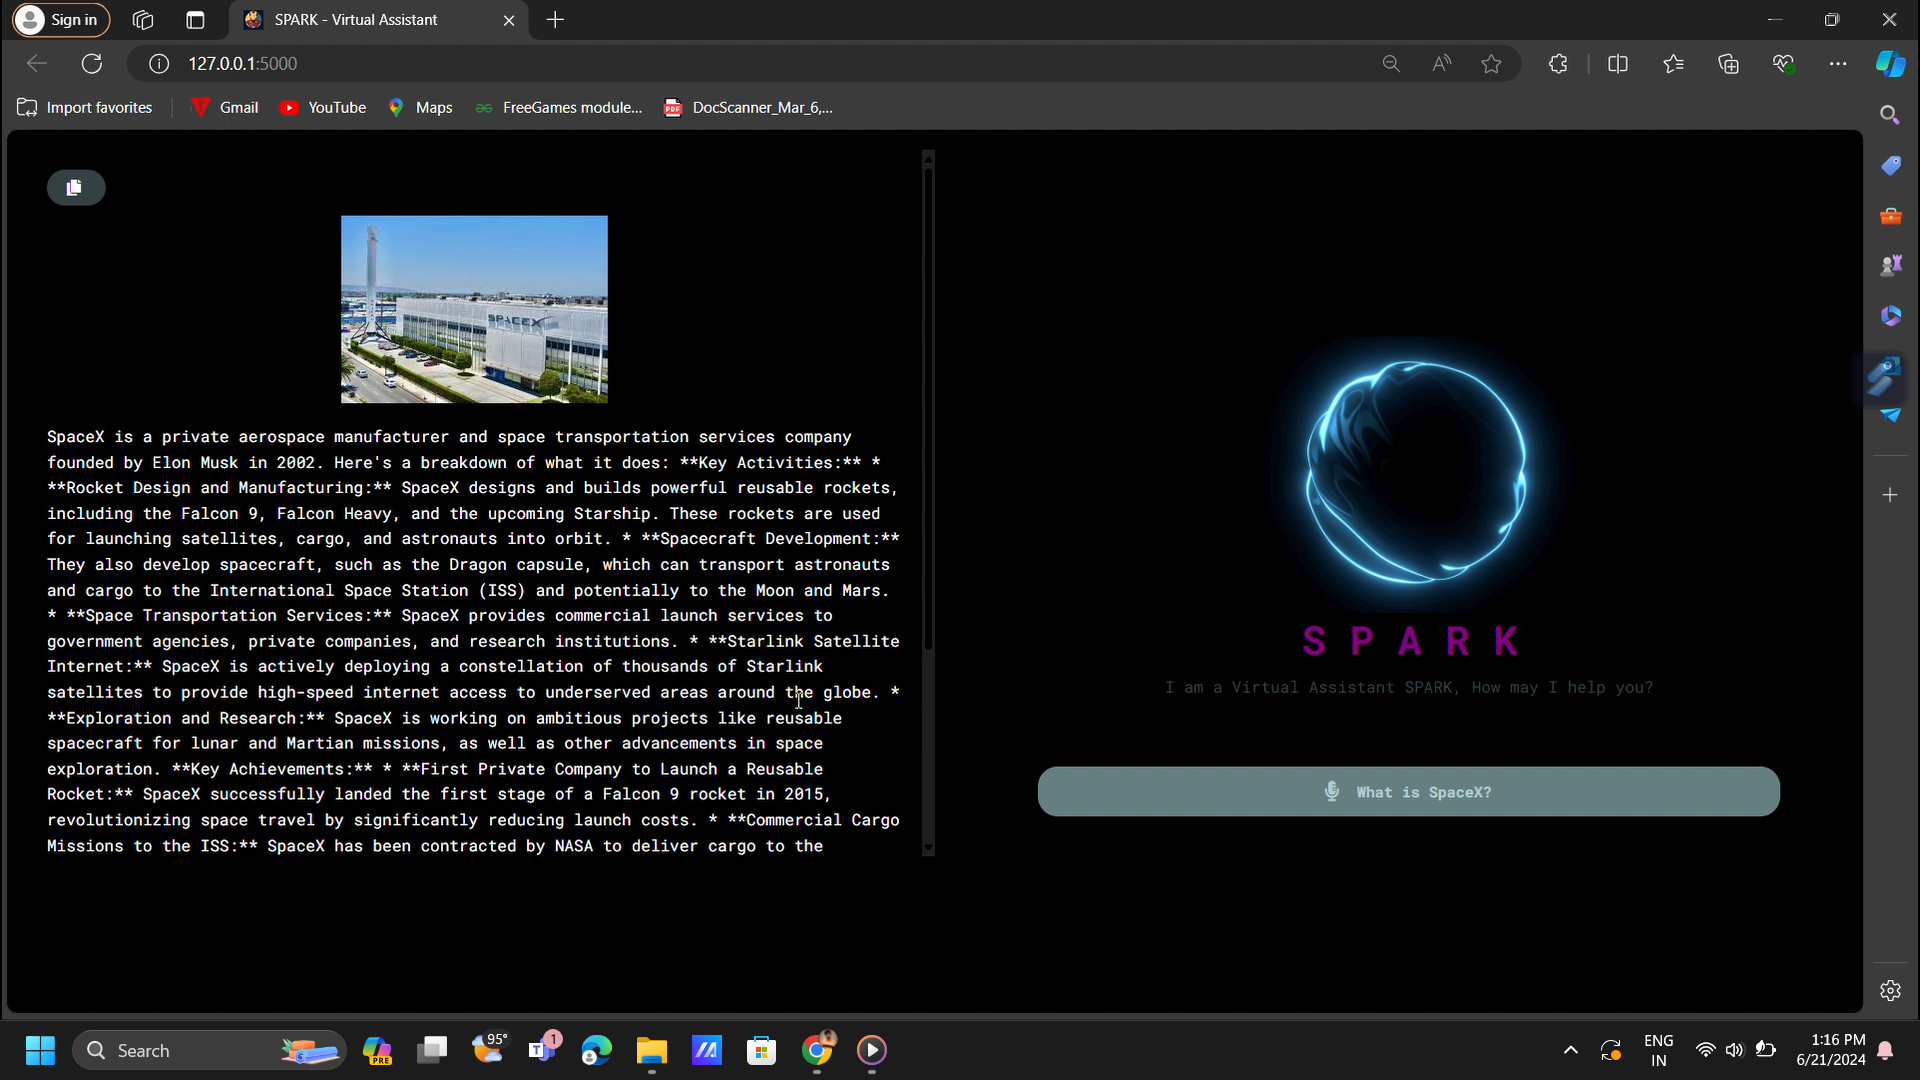 Sign in
SPARK - Virtual Assistant
127.0.0.1:5000
Import favorites
Gmail
YouTube
Maps
FreeGames module...
DocScanner_Mar_6,...
SPACEX
SpaceX is a private aerospace manufacturer and space transportation services company
founded by Elon Musk in 2002. Here's a breakdown of what it does: **Key Activities:** *
**Rocket Design and Manufacturing:** SpaceX designs and builds powerful reusable rockets,
including the Falcon 9, Falcon Heavy, and the upcoming Starship. These rockets are used
for launching satellites, cargo, and astronauts into orbit. * **Spacecraft Development:**
They also develop spacecraft, such as the Dragon capsule, which can transport astronauts
and cargo to the International Space Station (ISS) and potentially to the Moon and Mars.
* **Space Transportation Services:** SpaceX provides commercial launch services to
government agencies, private companies, and research institutions. * **Starlink Satellite
Internet:** SpaceX is actively deploying a constellation of thousands of Starlink
satellites to provide high-speed internet access to underserved areas around the globe. *
**Exploration and Research:** SpaceX is working on ambitious projects like reusable
spacecraft for lunar and Martian missions, as well as other advancements in space
exploration. **Key Achievements:** * **First Private Company to Launch a Reusable
Rocket:** SpaceX successfully landed the first stage of a Falcon 9 rocket in 2015,
revolutionizing space travel by significantly reducing launch costs. * **Commercial Cargo
Missions to the ISS:** SpaceX has been contracted by NASA to deliver cargo to the
SPARK
I am a Virtual Assistant SPARK, How may I help you?
What is SpaceX?
Search
PRE
95°
1
ENG
IN
1:16 PM
6/21/2024